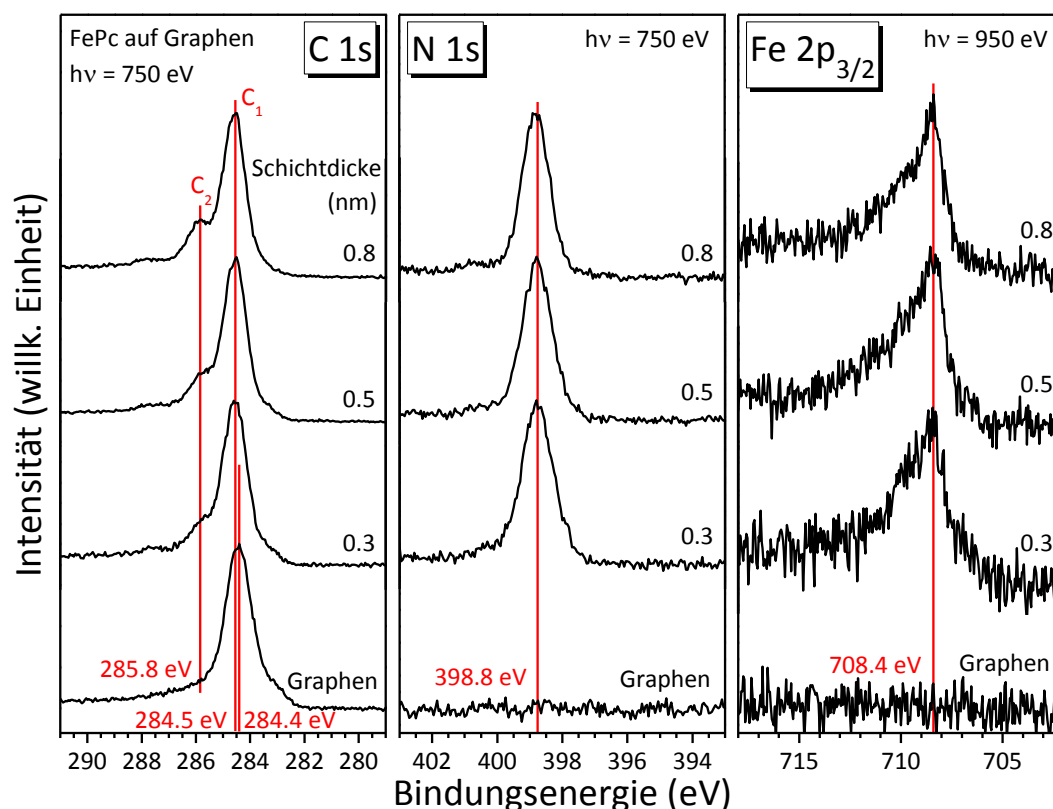 Intensität (willk. Einheit)
FePc auf Graphen
hν = 750 eV
C 1s
C₁
C₂
Schichtdicke
(nm)
0.8
0.5
0.3
285.8 eV
Graphen
284.5 eV
284.4 eV
290 288 286 284 282 280
N 1s
hν = 750 eV
0.8
0.5
0.3
398.8 eV
Graphen
402 400 398 396 394
Fe 2p₃/₂
hν = 950 eV
0.8
0.5
0.3
708.4 eV
Graphen
715 710 705
Bindungsenergie (eV)